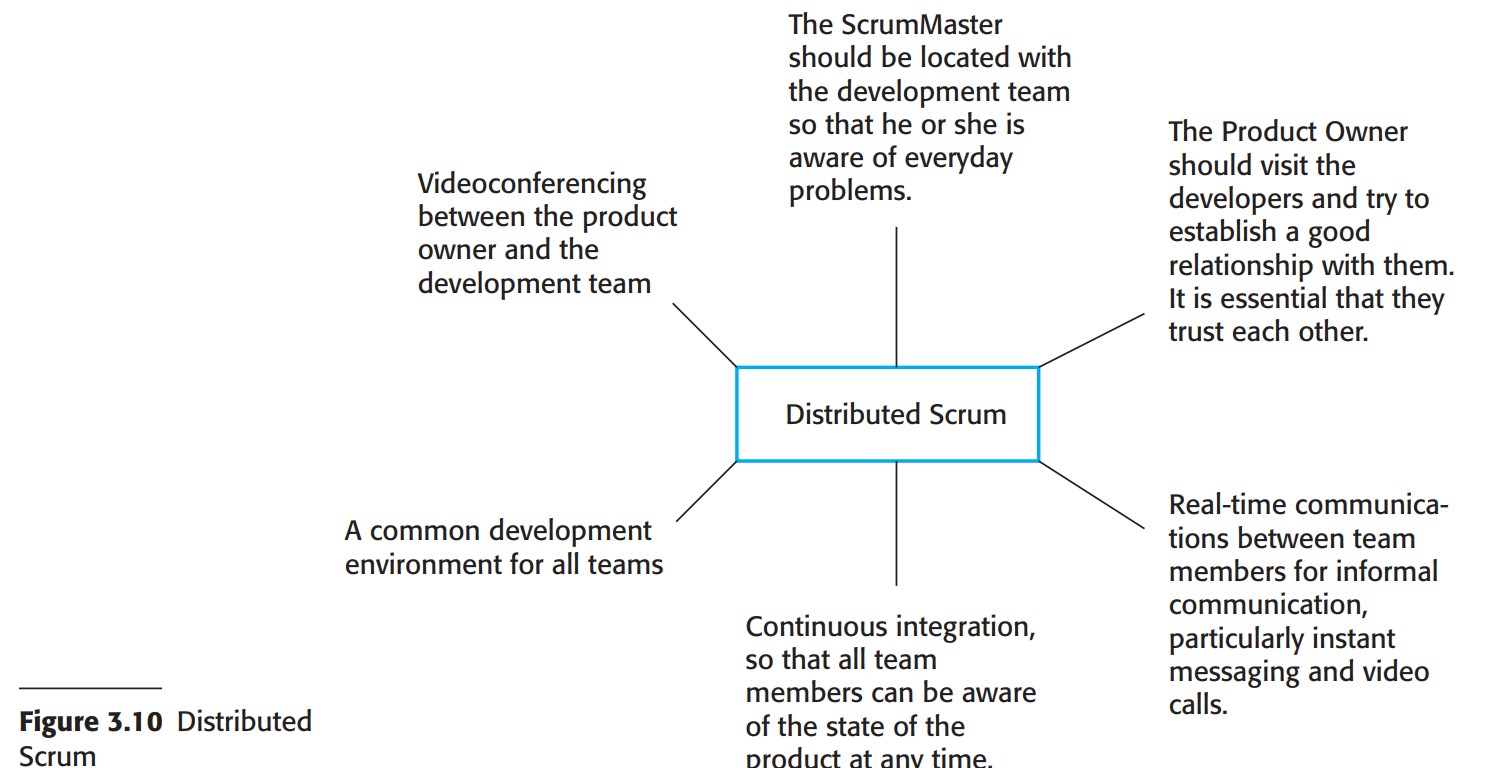 The ScrumMaster
should be located with
the development team
so that he or she is
aware of everyday
problems.
The Product Owner
should visit the
developers and try to
establish a good
relationship with them.
It is essential that they
trust each other.
Videoconferencing
between the product
owner and the
development team
Distributed Scrum
A common development
environment for all teams
Real-time communica-
tions between team
members for informal
communication,
particularly instant
messaging and video
calls.
Continuous integration,
so that all team
members can be aware
of the state of the
product at any time.
Figure 3.10 Distributed
Scrum